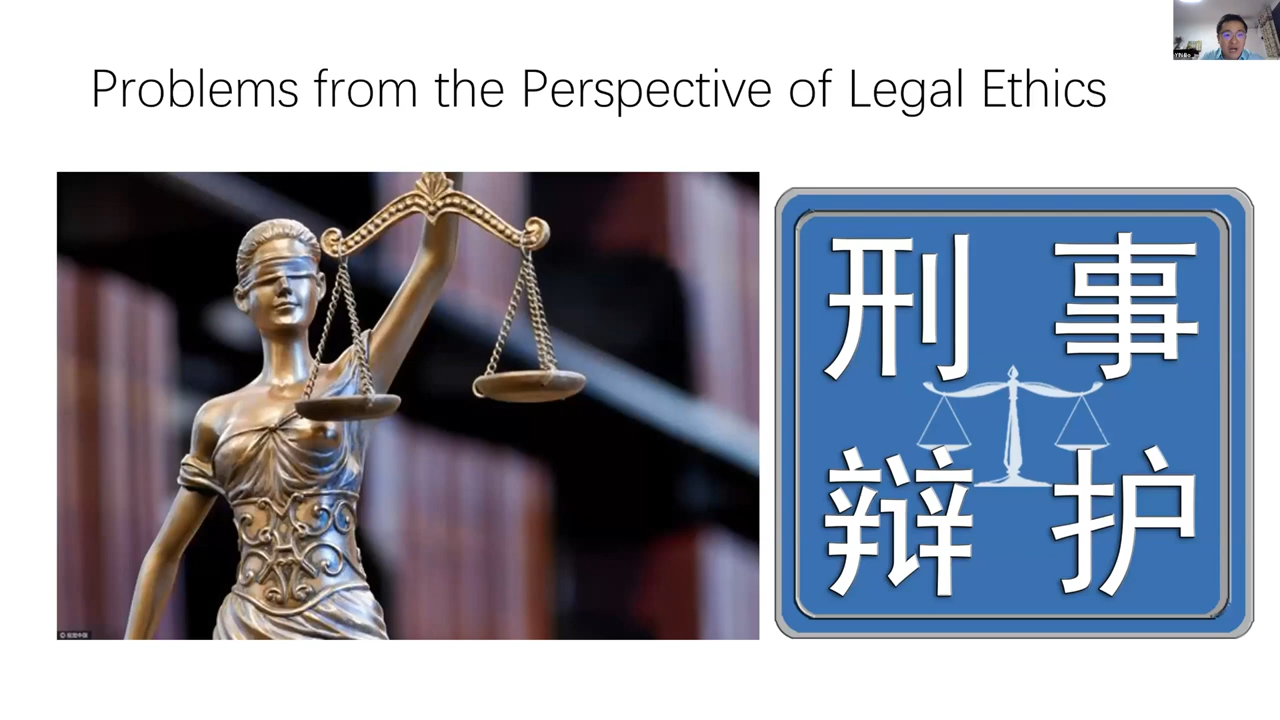 Problems from the Perspective of Legal Ethics
刑 事
辩 护